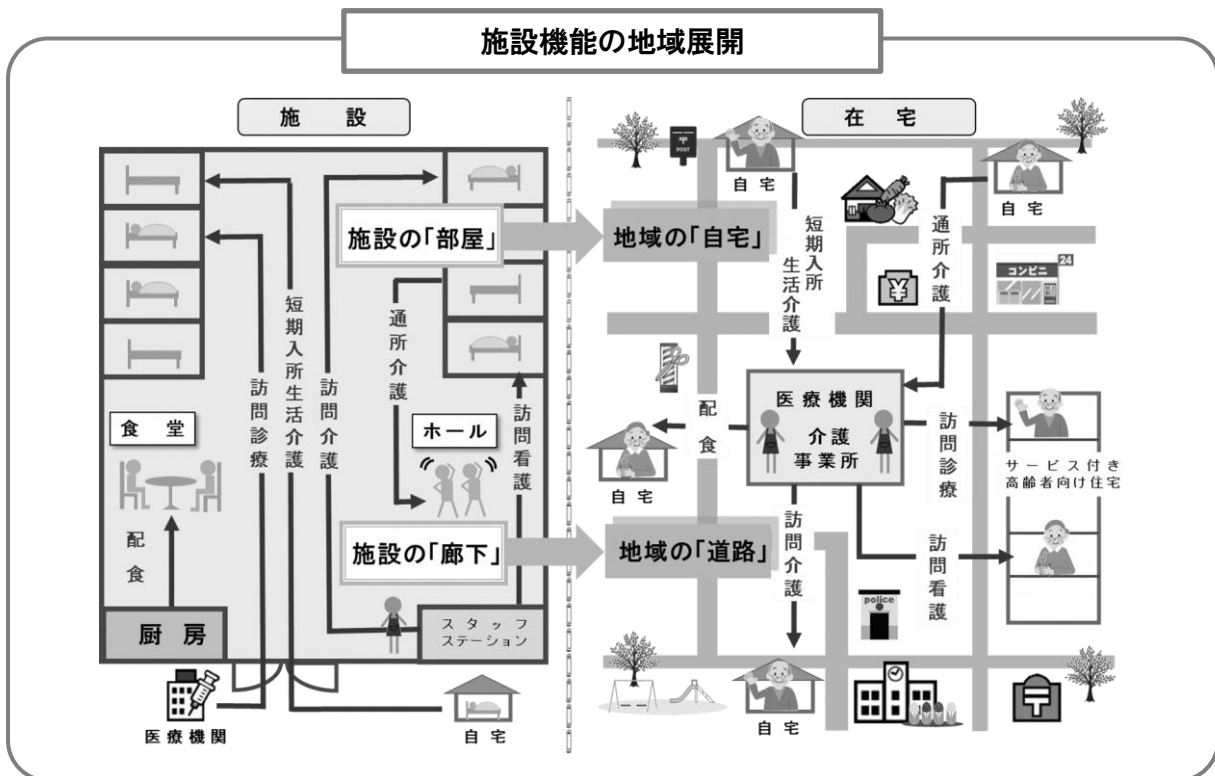 施設機能の地域展開
施設
在宅
POST
自宅
自宅
施設の「部屋」
地域の「自宅」
短期入所
生活介護
通所介護
コンビニ
24
¥
通所介護
短期入所生活介護
訪問診療
訪問介護
訪問看護
食堂
ホール
配食
配食
医療機関
介護
事業所
訪問診療
サービス付き
高齢者向け住宅
自宅
施設の「廊下」
地域の「道路」
訪問介護
訪問看護
police
厨房
スタッフ
ステーション
医療機関
自宅
自宅